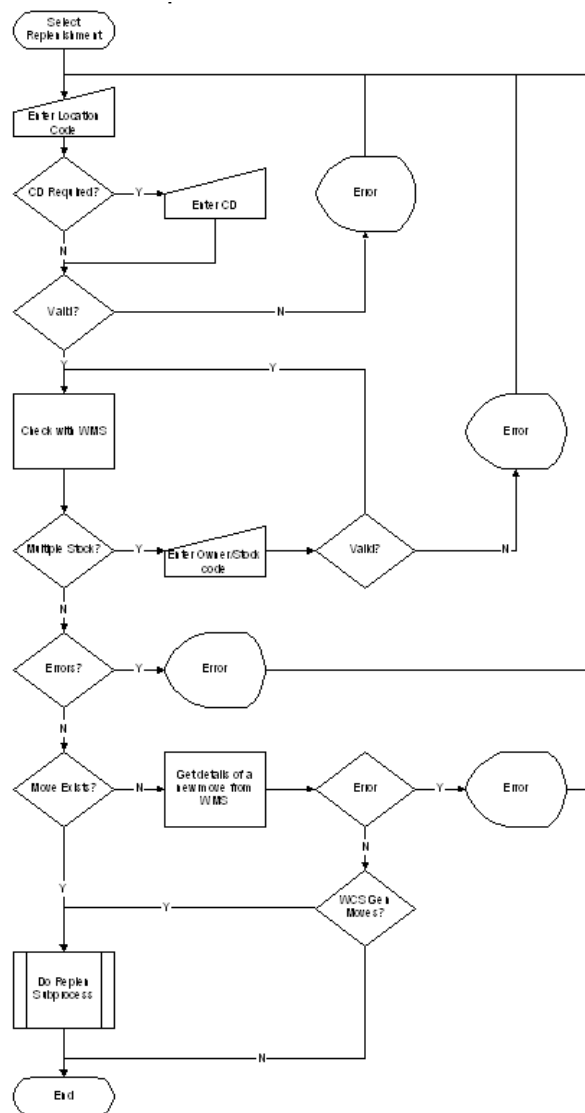 Select
Replenishment
Enter Location
Code
CD Required?
Y
Enter CD
Error
N
Valid?
N
Y
Y
Check with WMS
Error
Multiple Stock?
Y
Enter Owner/Stock
code
Valid?
N
N
Errors?
Y
Error
N
Move Exists?
N
Get details of a
new move from
WMS
Error
Y
Error
N
Y
Y
WCS Gen
Moves?
Do Replen
Subprocess
N
End